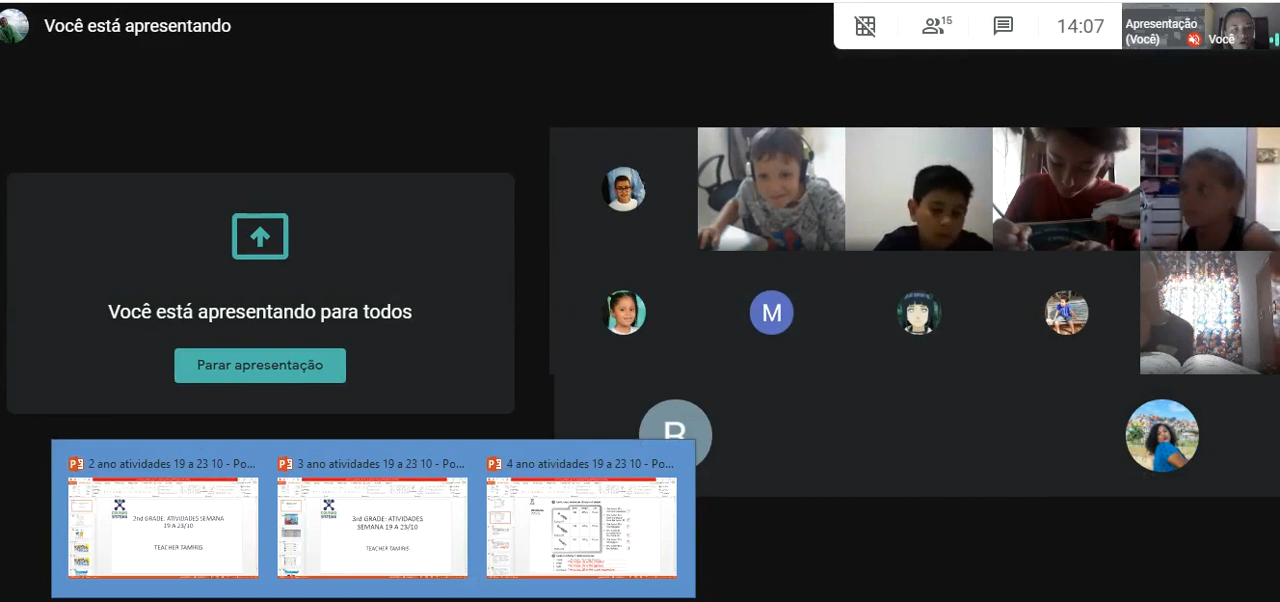 Você está apresentando
15
14:07
Apresentação
(Você)
Você
Você está apresentando para todos
Parar apresentação
M
R
2 ano atividades 19 a 23 10 - Po...
3 ano atividades 19 a 23 10 - Po...
4 ano atividades 19 a 23 10 - Po...
2nd GRADE: ATIVIDADES SEMANA
19 A 23/10
TEACHER TAMIRIS
3rd GRADE: ATIVIDADES
SEMANA 19 A 23/10
TEACHER TAMIRIS